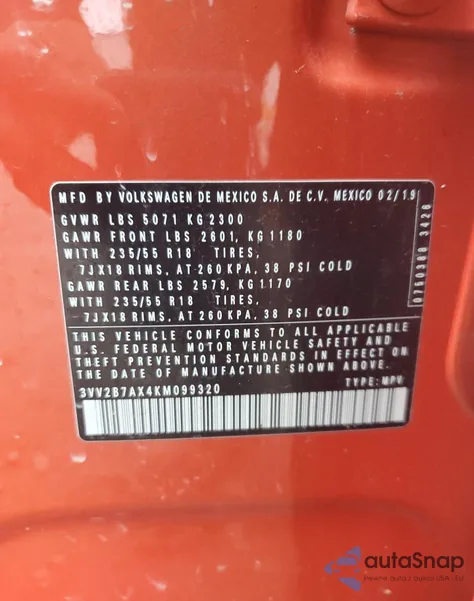 MFD BY VOLKSWAGEN DE MEXICO S.A. DE C.V. MEXICO 02/19
GVWR LBS 5071 KG 2300
GAWR FRONT LBS 2601, KG 1180
WITH 235/55 R18 TIRES,
7JX18 RIMS, AT 260 KPA, 38 PSI COLD
GAWR REAR LBS 2579, KG 1170
WITH 235/55 R18 TIRES,
7JX18 RIMS, AT 260 KPA, 38 PSI COLD
THIS VEHICLE CONFORMS TO ALL APPLICABLE
U.S. FEDERAL MOTOR VEHICLE SAFETY AND
THEFT PREVENTION STANDARDS IN EFFECT ON
THE DATE OF MANUFACTURE SHOWN ABOVE.
3VV2B7AX4KM099320 TYPE: MPV
0750380 3426
autoSnap